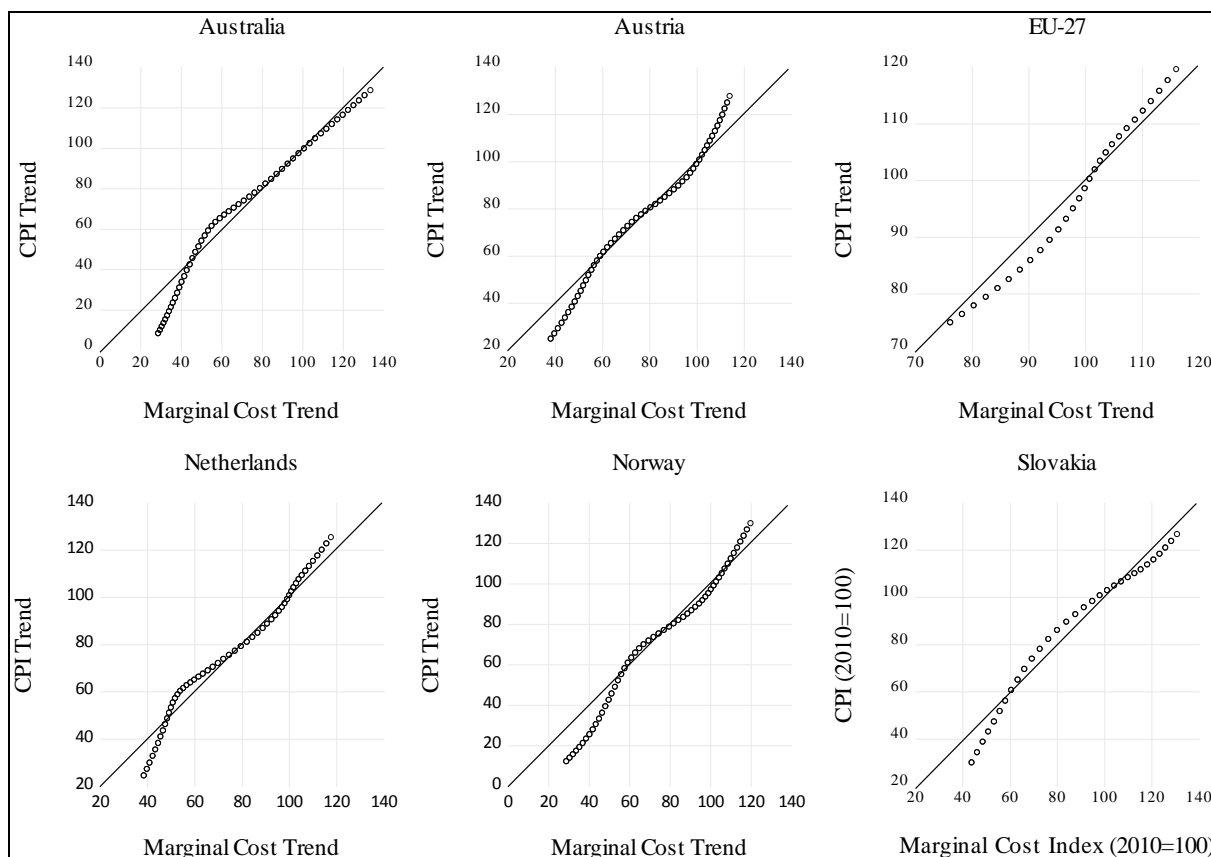 Australia
140
120
100
80
60
40
20
0
0 20 40 60 80 100 120 140
CPI Trend
Marginal Cost Trend
Austria
140
120
100
80
60
40
20
20 40 60 80 100 120 140
CPI Trend
Marginal Cost Trend
EU-27
120
110
100
90
80
70
70 80 90 100 110 120
CPI Trend
Marginal Cost Trend
Netherlands
140
120
100
80
60
40
20
20 40 60 80 100 120 140
CPI Trend
Marginal Cost Trend
Norway
140
120
100
80
60
40
20
0
0 20 40 60 80 100 120 140
CPI Trend
Marginal Cost Trend
Slovakia
140
120
100
80
60
40
20
20 40 60 80 100 120 140
CPI (2010=100)
Marginal Cost Index (2010=100)